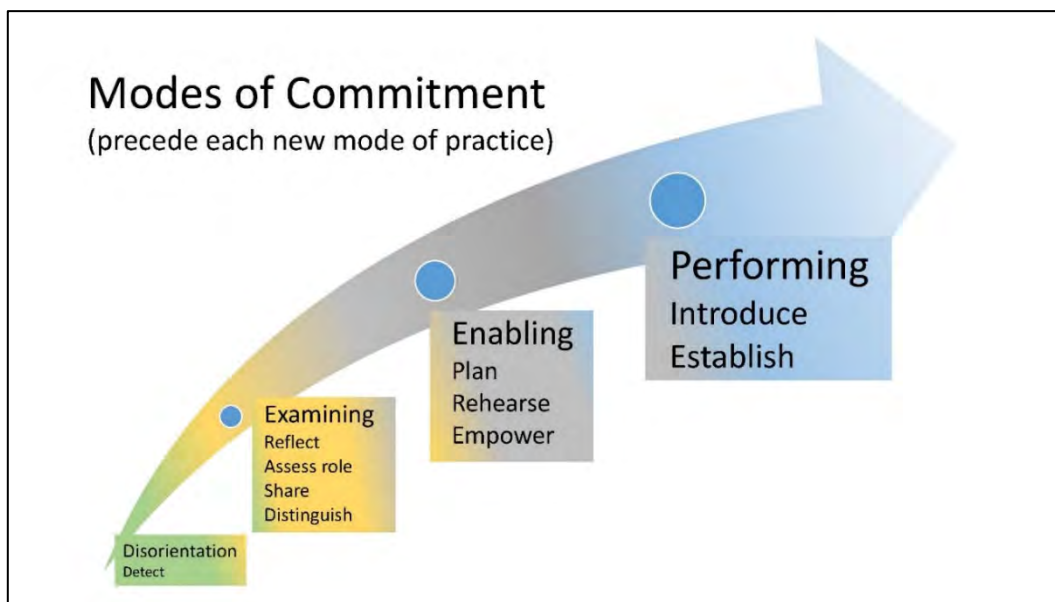 Modes of Commitment
(precede each new mode of practice)
Performing
Introduce
Establish
Enabling
Plan
Rehearse
Empower
Examining
Reflect
Assess role
Share
Distinguish
Disorientation
Detect